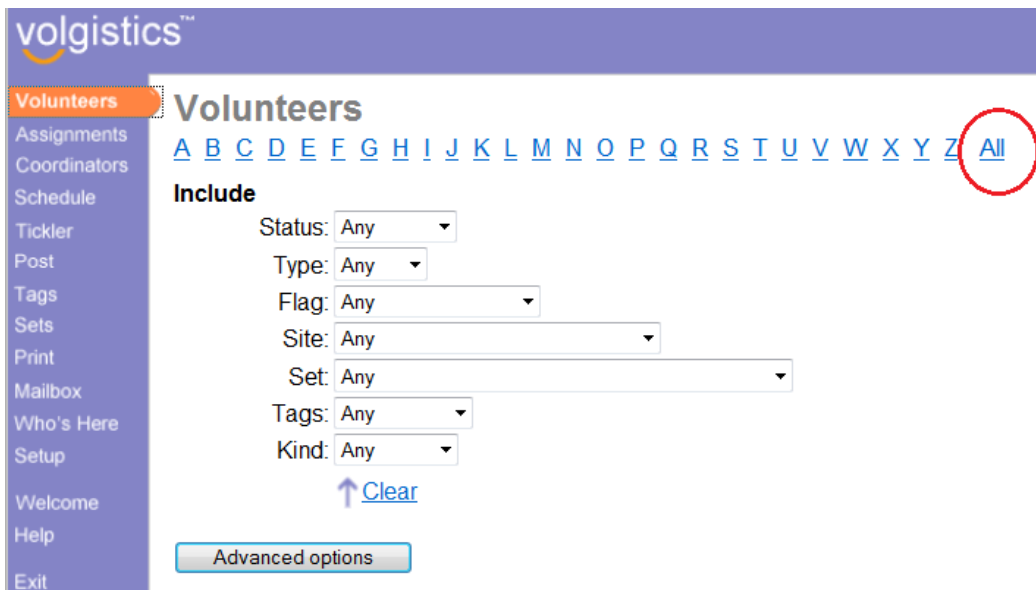 volgistics™
Volunteers
Assignments
Coordinators
Schedule
Tickler
Post
Tags
Sets
Print
Mailbox
Who's Here
Setup
Welcome
Help
Exit
Volunteers
A B C D E F G H I J K L M N O P Q R S T U V W X Y Z All
Include
Status: Any
Type: Any
Flag: Any
Site: Any
Set: Any
Tags: Any
Kind: Any
Clear
Advanced options